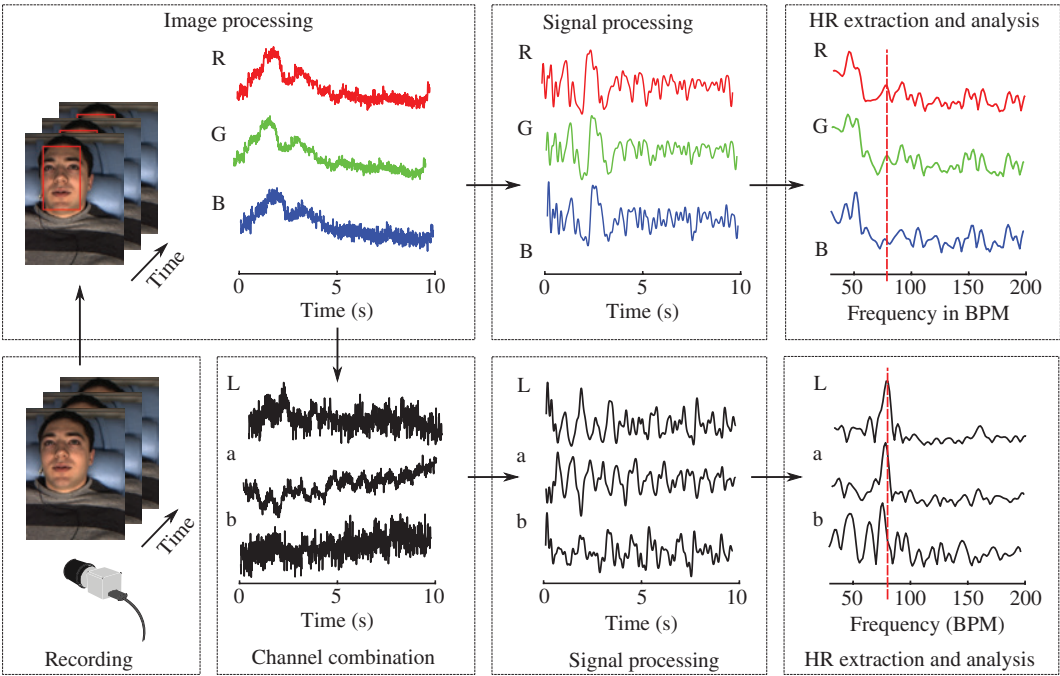 Image processing
R
G
B
Time
0 5 10
Time (s)
Signal processing
R
G
B
0 5 10
Time (s)
HR extraction and analysis
R
G
B
50 100 150 200
Frequency in BPM
Time
Recording
L
a
b
0 5 10
Time (s)
Channel combination
L
a
b
0 5 10
Time (s)
Signal processing
L
a
b
50 100 150 200
Frequency (BPM)
HR extraction and analysis